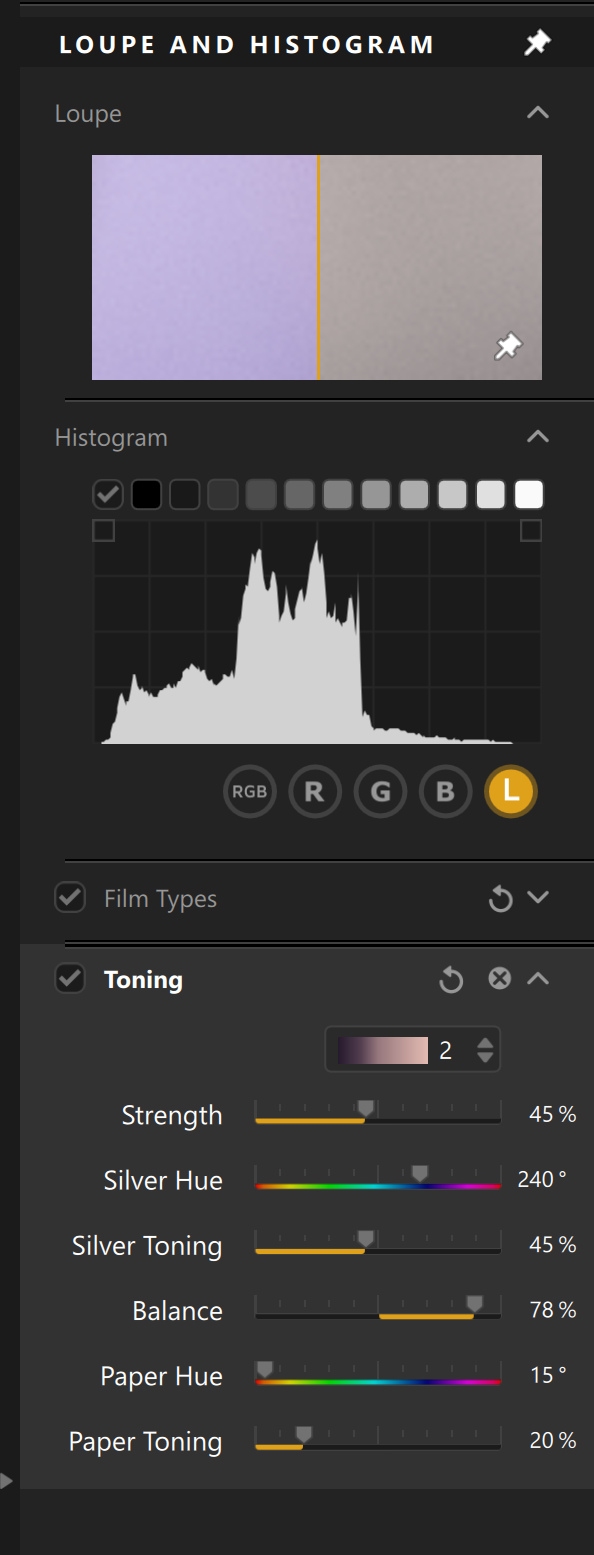 LOUPE AND HISTOGRAM
Loupe
Histogram
RGB R G B L
Film Types
Toning
2
Strength 45 %
Silver Hue 240 °
Silver Toning 45 %
Balance 78 %
Paper Hue 15 °
Paper Toning 20 %